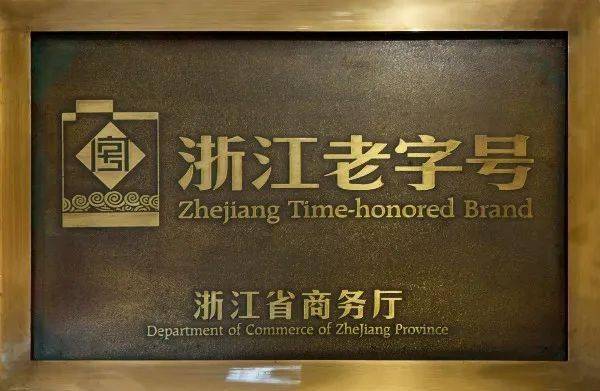 浙江老字号
Zhejiang Time-honored Brand
浙江省商务厅
Department of Commerce of ZheJiang Province